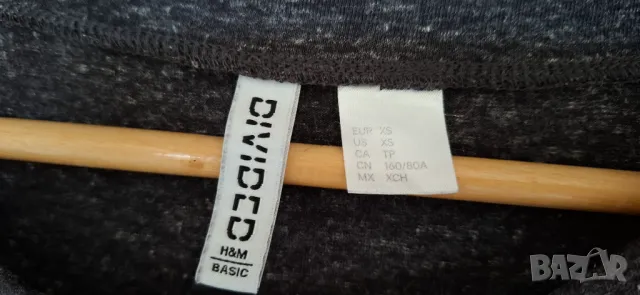 DIVIDED
H&M
BASIC
EUR XS
US XS
CA TP
CN 160/80A
MX XCH
BAZAR